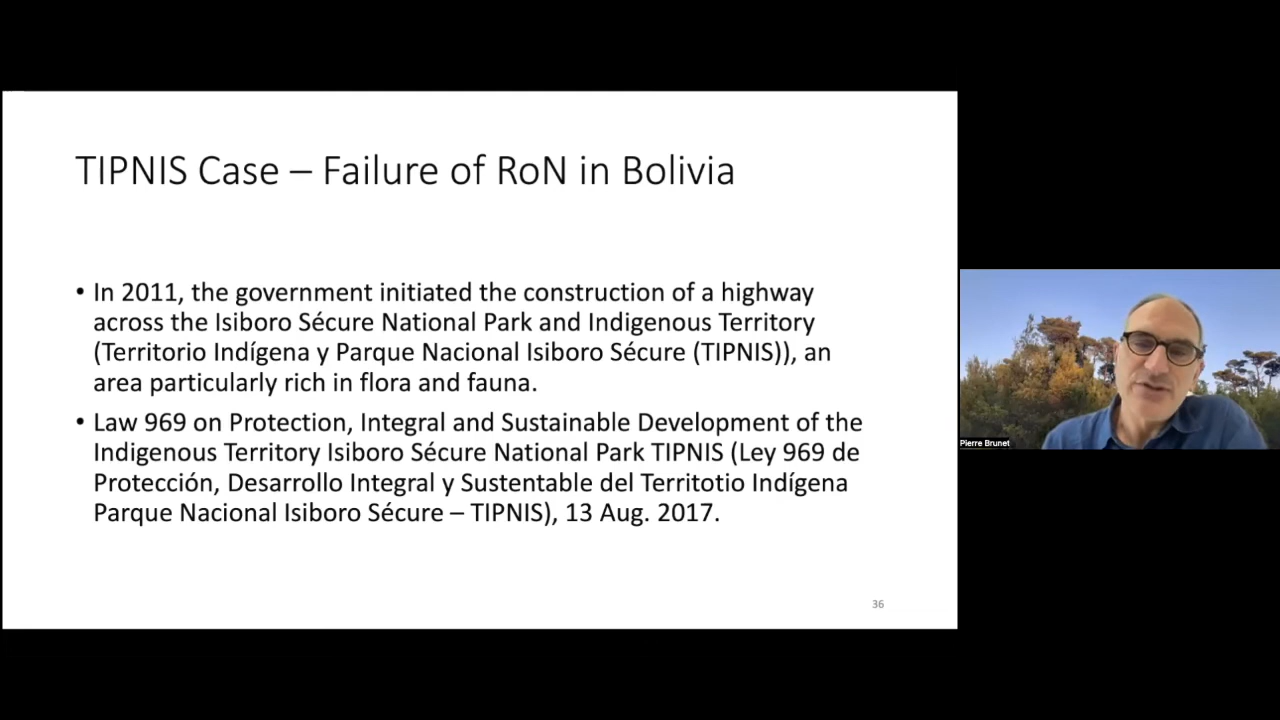 TIPNIS Case – Failure of RoN in Bolivia
• In 2011, the government initiated the construction of a highway
across the Isiboro Sécure National Park and Indigenous Territory
(Territorio Indígena y Parque Nacional Isiboro Sécure (TIPNIS)), an
area particularly rich in flora and fauna.
• Law 969 on Protection, Integral and Sustainable Development of the
Indigenous Territory Isiboro Sécure National Park TIPNIS (Ley 969 de
Protección, Desarrollo Integral y Sustentable del Territotio Indígena
Parque Nacional Isiboro Sécure – TIPNIS), 13 Aug. 2017.
36
Pierre Brunet